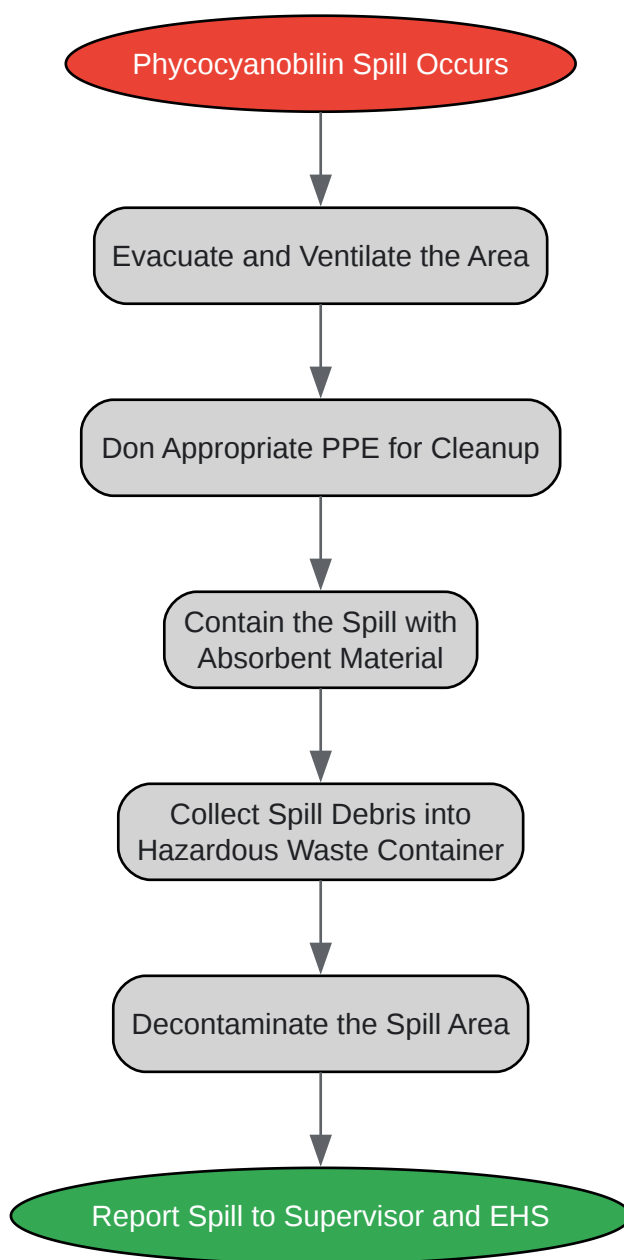 Phycocyanobilin Spill Occurs
Evacuate and Ventilate the Area
Don Appropriate PPE for Cleanup
Contain the Spill with
Absorbent Material
Collect Spill Debris into
Hazardous Waste Container
Decontaminate the Spill Area
Report Spill to Supervisor and EHS